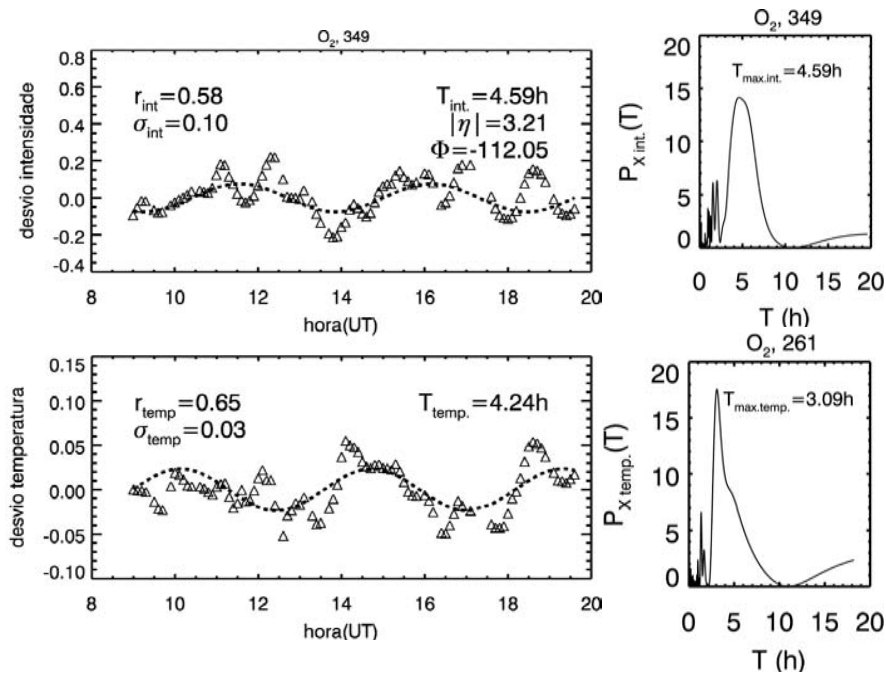 O2, 349
desvio intensidade
0.8
0.6
0.4
0.2
0.0
-0.2
-0.4
rint=0.58
σint=0.10
Tint.=4.59h
|η|=3.21
Φ=-112.05
8 10 12 14 16 18 20
hora(UT)
O2, 349
PX int.(T)
20
15
10
5
0
Tmax.int.=4.59h
0 5 10 15 20
T (h)
desvio temperatura
0.15
0.10
0.05
0.00
-0.05
-0.10
rtemp=0.65
σtemp=0.03
Ttemp.=4.24h
8 10 12 14 16 18 20
hora(UT)
O2, 261
PX temp.(T)
20
15
10
5
0
Tmax.temp.=3.09h
0 5 10 15 20
T (h)